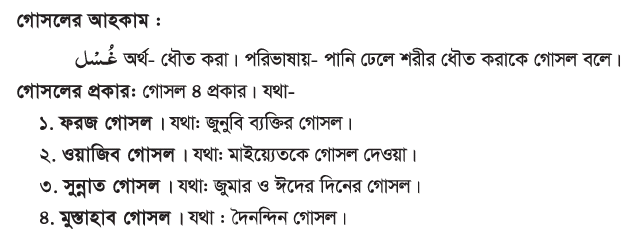 গোসলের আহকাম :
غُسْل অর্থ- ধৌত করা। পরিভাষায়- পানি ঢেলে শরীর ধৌত করাকে গোসল বলে।
গোসলের প্রকার: গোসল ৪ প্রকার। যথা-
১. ফরজ গোসল। যথা: জুনুবি ব্যক্তির গোসল।
২. ওয়াজিব গোসল। যথা: মাইয়্যেতকে গোসল দেওয়া।
৩. সুন্নাত গোসল। যথা: জুমার ও ঈদের দিনের গোসল।
৪. মুস্তাহাব গোসল। যথা : দৈনন্দিন গোসল।